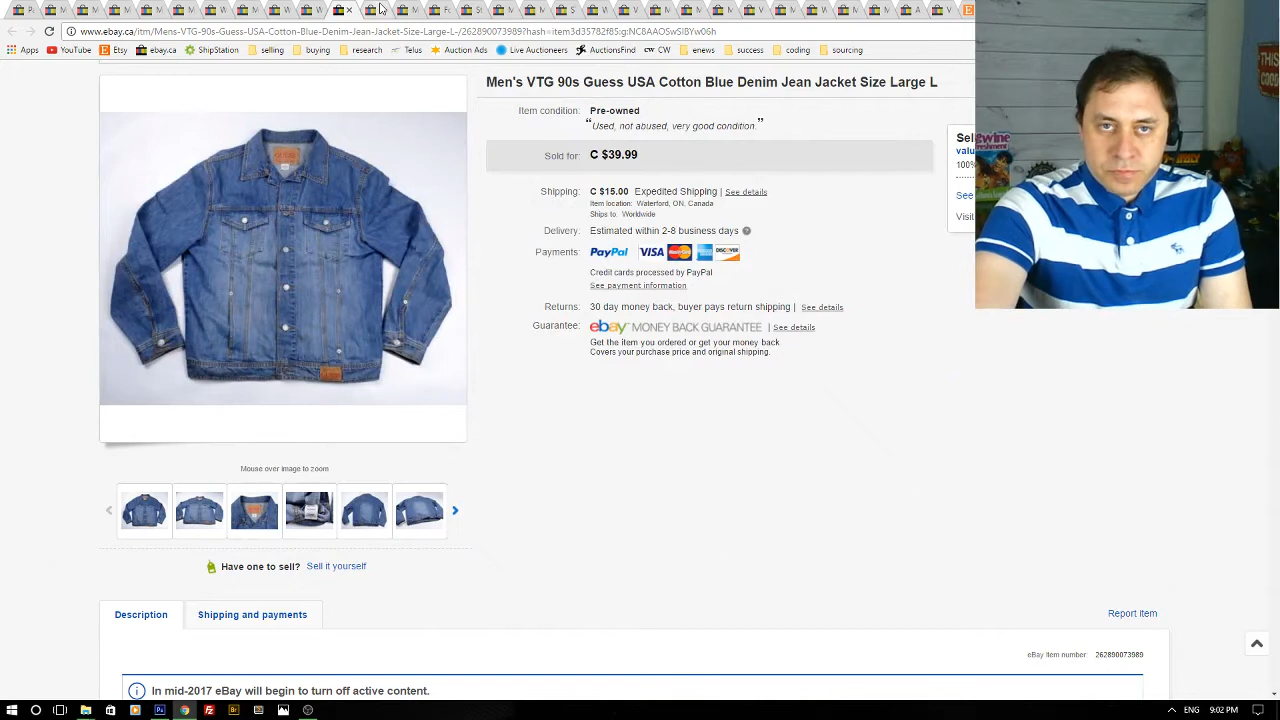 www.ebay.ca/itm/Mens-VTG-90s-Guess-USA-Cotton-Blue-Denim-Jean-Jacket-Size-Large-L-/262890073989?hash=item3d35782f85:g:NC8AAOSwSlBYw06h
Apps YouTube Etsy ebay.ca ShipStation selling buying research Telus Auction Ads Live Auctioneers AuctionsFind CW enews success coding sourcing
Men's VTG 90s Guess USA Cotton Blue Denim Jean Jacket Size Large L
Item condition: Pre-owned
“Used, not abused, very good condition.”
Sold for: C $39.99
Shipping: C $15.00 Expedited Shipping | See details
Item location: Waterford, ON, Canada
Ships to: Worldwide
Delivery: Estimated within 2-8 business days
Payments: PayPal VISA MasterCard AMEX DISCOVER
Credit cards processed by PayPal
See payment information
Returns: 30 day money back, buyer pays return shipping | See details
Guarantee: ebay MONEY BACK GUARANTEE | See details
Get the item you ordered or get your money back.
Covers your purchase price and original shipping.
Sel
valu
100%
See
Visit
Mouse over image to zoom
Have one to sell? Sell it yourself
Description
Shipping and payments
Report item
eBay item number: 262890073989
In mid-2017 eBay will begin to turn off active content.
ENG 9:02 PM